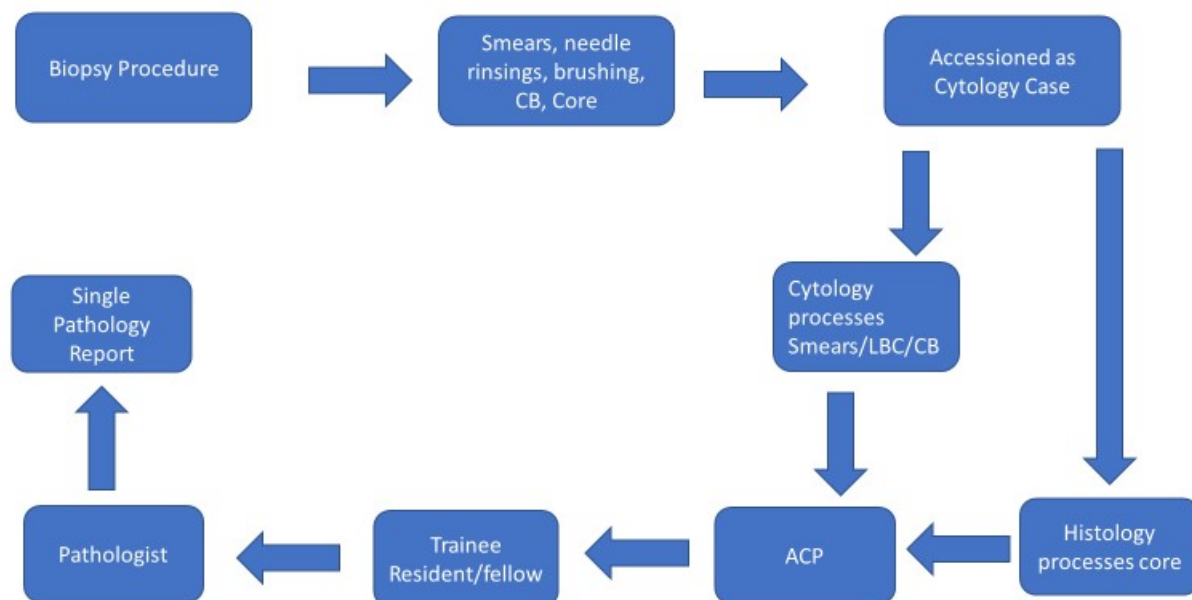 Biopsy Procedure
Smears, needle
rinsings, brushing,
CB, Core
Accessioned as
Cytology Case
Cytology
processes
Smears/LBC/CB
Single
Pathology
Report
Pathologist
Trainee
Resident/fellow
ACP
Histology
processes core